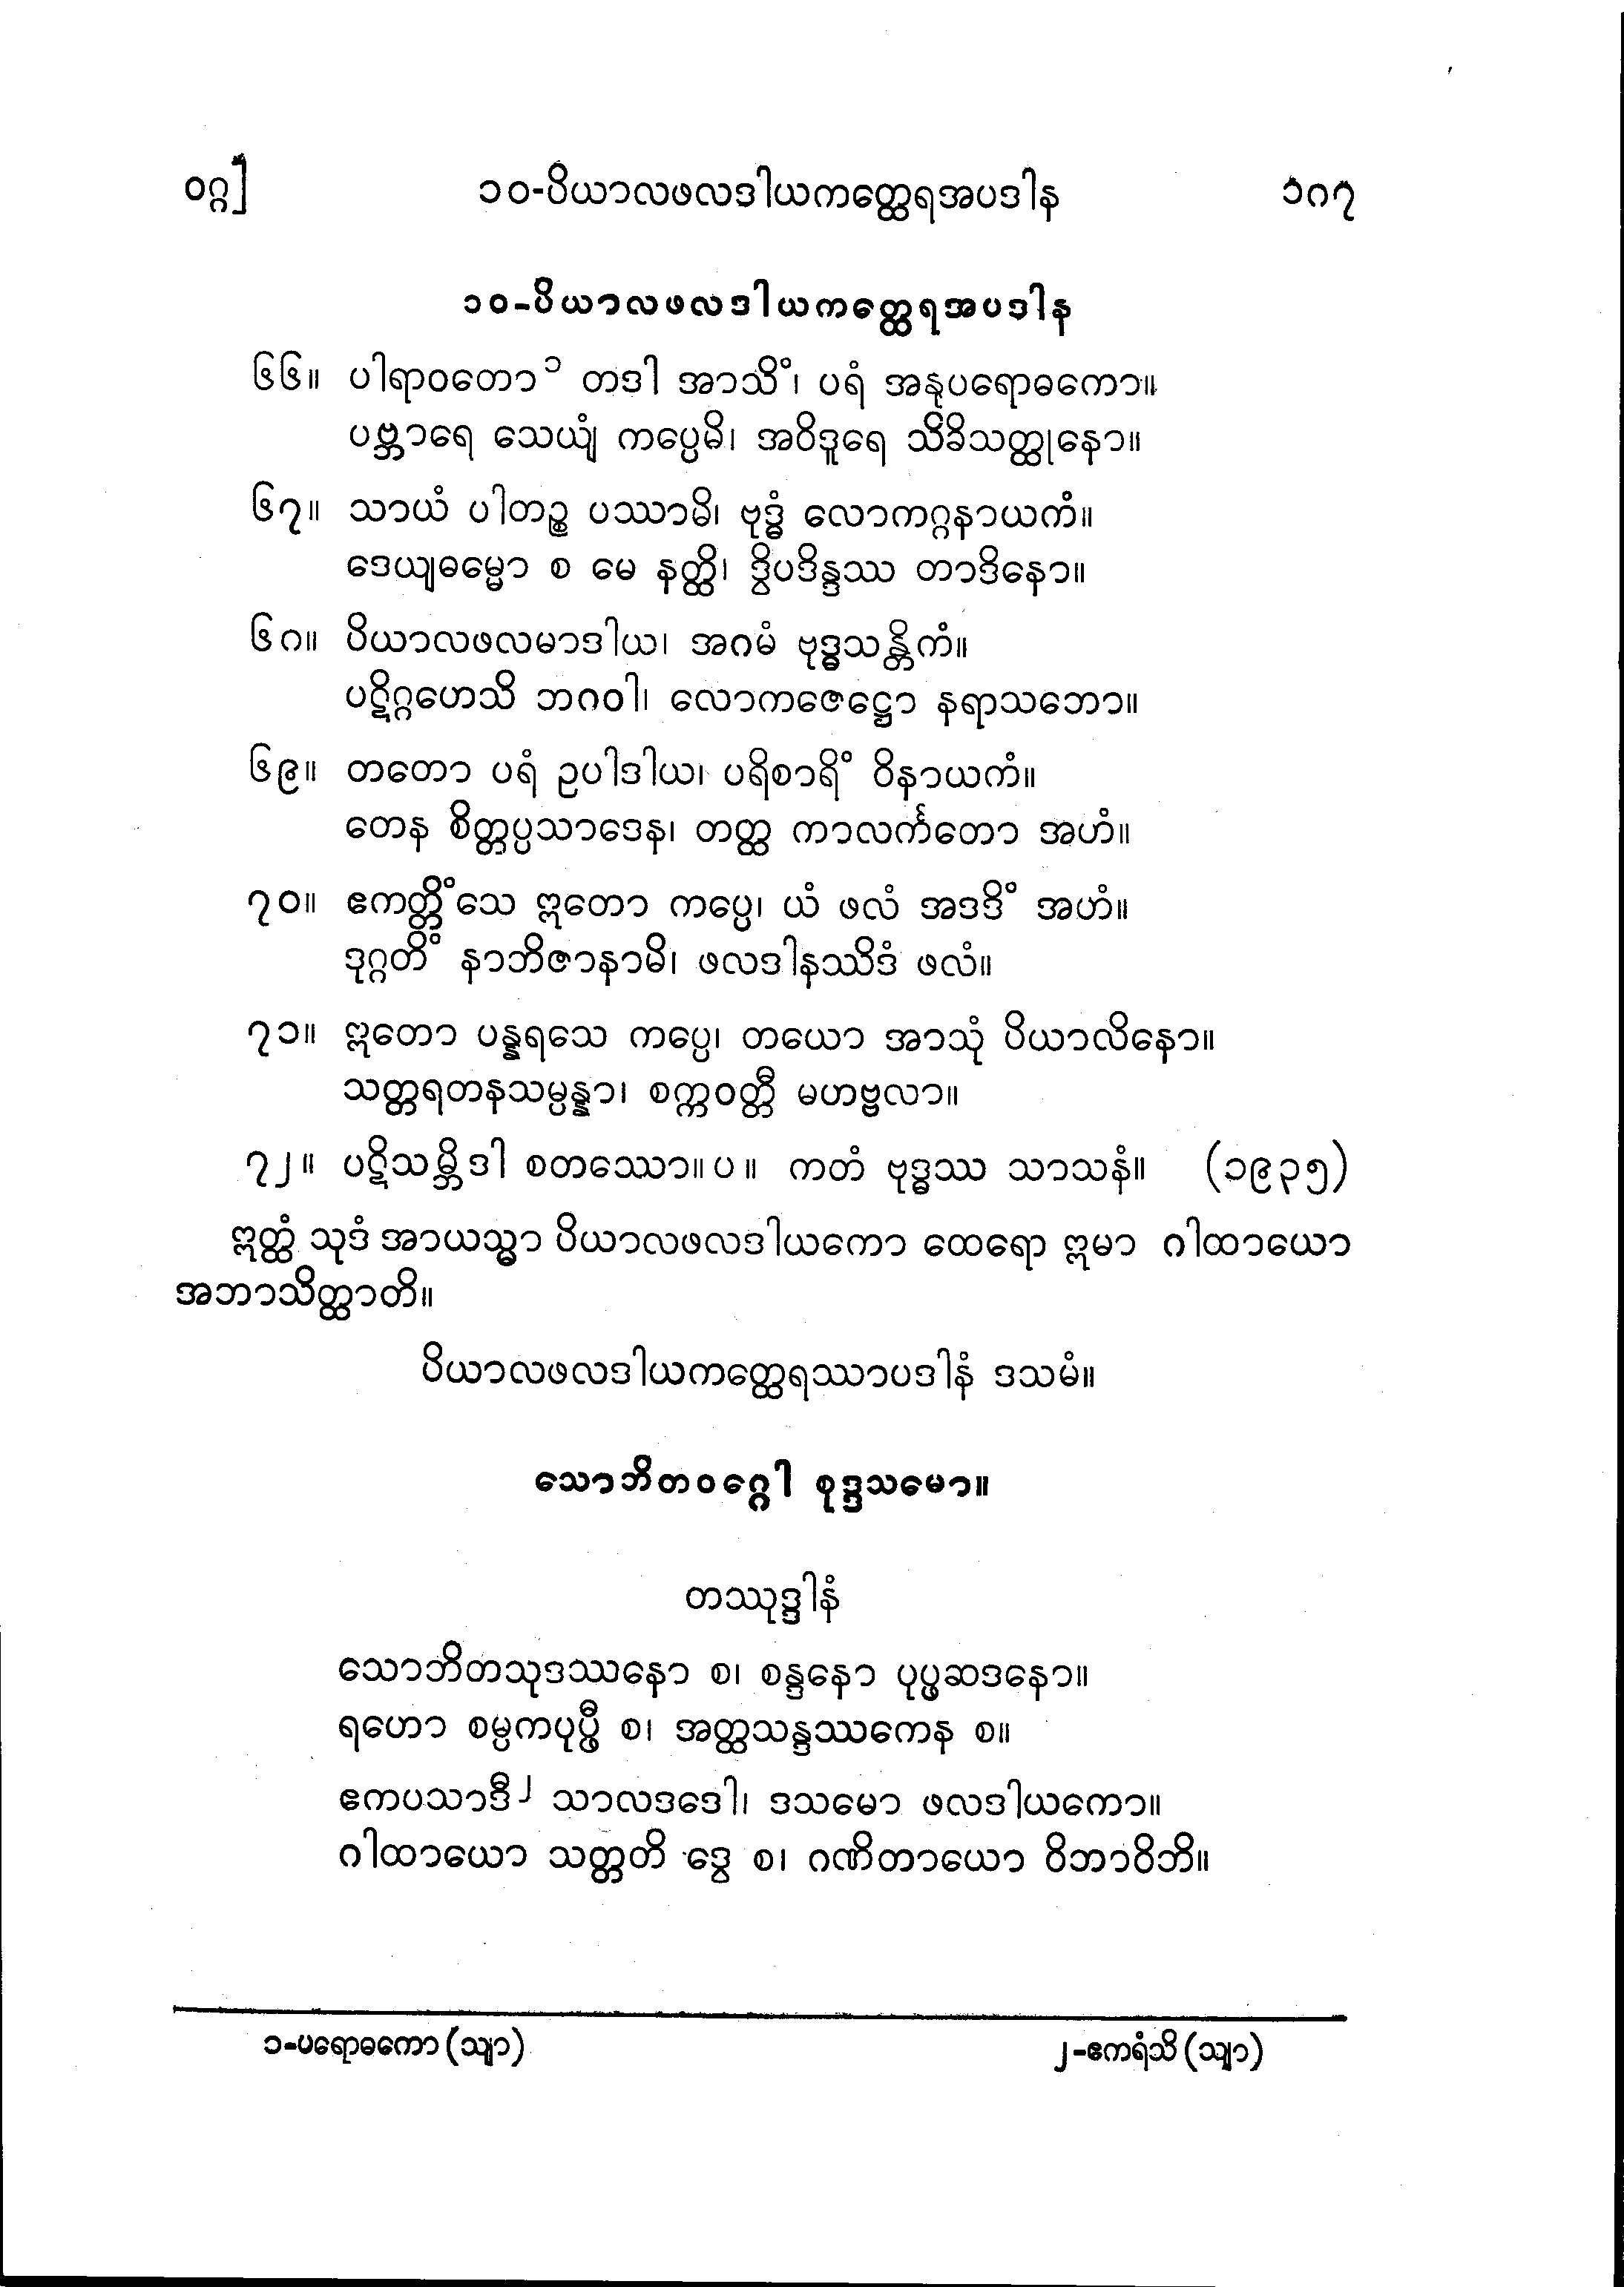 ဝဂ္ဂ] ၁၀-ပိယာလဖလဒါယကတ္ထေရအပဒါန ၁၈၇
၁၀-ပိယာလဖလဒါယကတ္ထေရအပဒါန
၆၆။ ပါရာဝတော ၁ တဒါ အာသိံ၊ ပရံ အနုပရောဓကော။
ပဗ္ဘာရေ သေယျံ ကပ္ပေမိ၊ အဝိဒူရေ သိခိသတ္ထုနော။
၆၇။ သာယံ ပါတဉ္စ ပဿာမိ၊ ဗုဒ္ဓံ လောကဂ္ဂနာယကံ။
ဒေယျဓမ္မော စ မေ နတ္ထိ၊ ဒွိပဒိန္ဒဿ တာဒိနော။
၆၈။ ပိယာလဖလမာဒါယ၊ အဂမံ ဗုဒ္ဓသန္တိကံ။
ပဋိဂ္ဂဟေသိ ဘဂဝါ၊ လောကဇေဋ္ဌော နရာသဘော။
၆၉။ တတော ပရံ ဥပါဒါယ၊ ပရိစာရိံ ဝိနာယကံ။
တေန စိတ္တပ္ပသာဒေန၊ တတ္ထ ကာလင်္ကတော အဟံ။
၇၀။ ဧကတ္တိံသေ ဣတော ကပ္ပေ၊ ယံ ဖလံ အဒဒိံ အဟံ။
ဒုဂ္ဂတိံ နာဘိဇာနာမိ၊ ဖလဒါနဿိဒံ ဖလံ။
၇၁။ ဣတော ပန္နရသေ ကပ္ပေ၊ တယော အာသုံ ပိယာလိနော။
သတ္တရတနသမ္ပန္နာ၊ စက္ကဝတ္တီ မဟဗ္ဗလာ။
၇၂။ ပဋိသမ္ဘိဒါ စတဿော။ပ။ ကတံ ဗုဒ္ဓဿ သာသနံ။ (၁၉၃၅)
ဣတ္ထံ သုဒံ အာယသ္မာ ပိယာလဖလဒါယကော ထေရော ဣမာ ဂါထာယော
အဘာသိတ္ထာတိ။
ပိယာလဖလဒါယကတ္ထေရဿာပဒါနံ ဒသမံ။
သောဘိတဝဂ္ဂေါ စုဒ္ဒသမော။
တဿုဒ္ဒါနံ
သောဘိတသုဒဿနော စ၊ စန္ဒနော ပုပ္ဖဆဒနော။
ရဟော စမ္ပကပုပ္ဖီ စ၊ အတ္ထသန္ဒဿကေန စ။
ဧကပသာဒီ ၂ သာလဒဒေါ၊ ဒသမော ဖလဒါယကော။
ဂါထာယော သတ္တတိ ဒွေ စ၊ ဂဏိတာယော ဝိဘာဝိဘိ။
၁-ပရောဓကော (သျာ) ၂-ဧကရံသိ (သျာ)